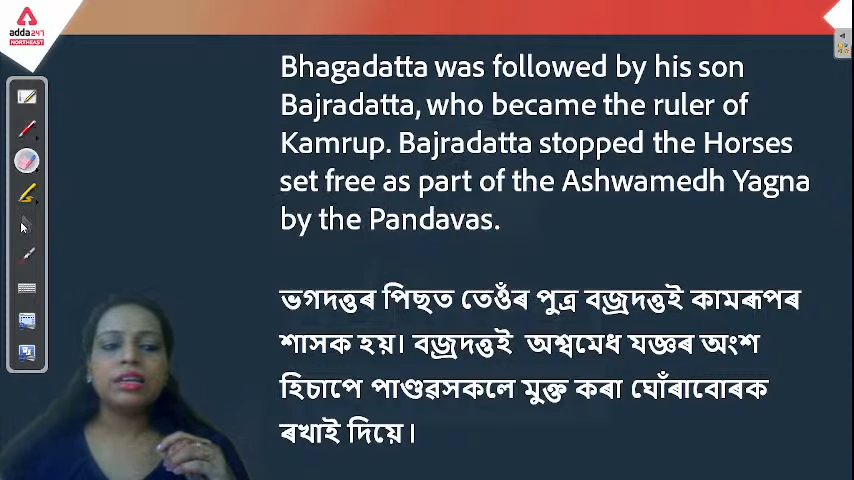 adda247
NORTHEAST
Bhagadatta was followed by his son
Bajradatta, who became the ruler of
Kamrup. Bajradatta stopped the Horses
set free as part of the Ashwamedh Yagna
by the Pandavas.
ভগদত্তৰ পিছত তেওঁৰ পুত্ৰ বজ্ৰদত্তই কামৰূপৰ
শাসক হয়। বজ্ৰদত্তই অশ্বমেধ যজ্ঞৰ অংশ
হিচাপে পাণ্ডৱসকলে মুক্ত কৰা ঘোঁৰাবোৰক
ৰখাই দিয়ে।